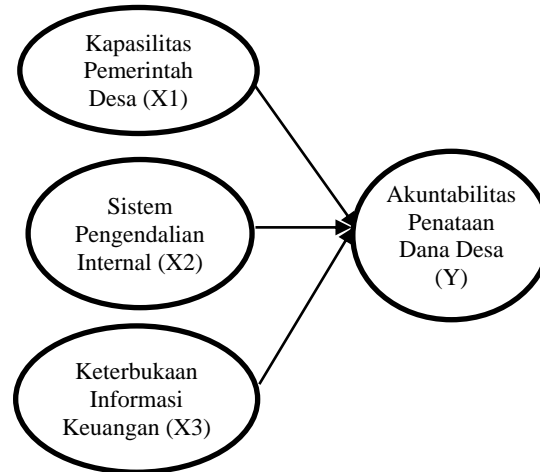 Kapasilitas
Pemerintah
Desa (X1)
Sistem
Pengendalian
Internal (X2)
Keterbukaan
Informasi
Keuangan (X3)
Akuntabilitas
Penataan
Dana Desa
(Y)